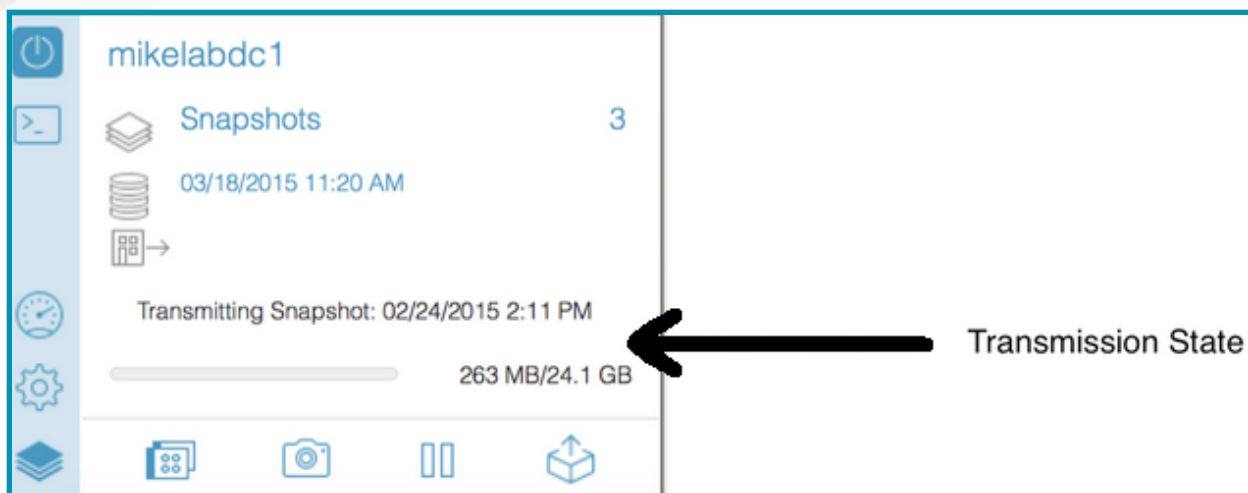 mikelabdc1
Snapshots 3
03/18/2015 11:20 AM
Transmitting Snapshot: 02/24/2015 2:11 PM
263 MB/24.1 GB
Transmission State